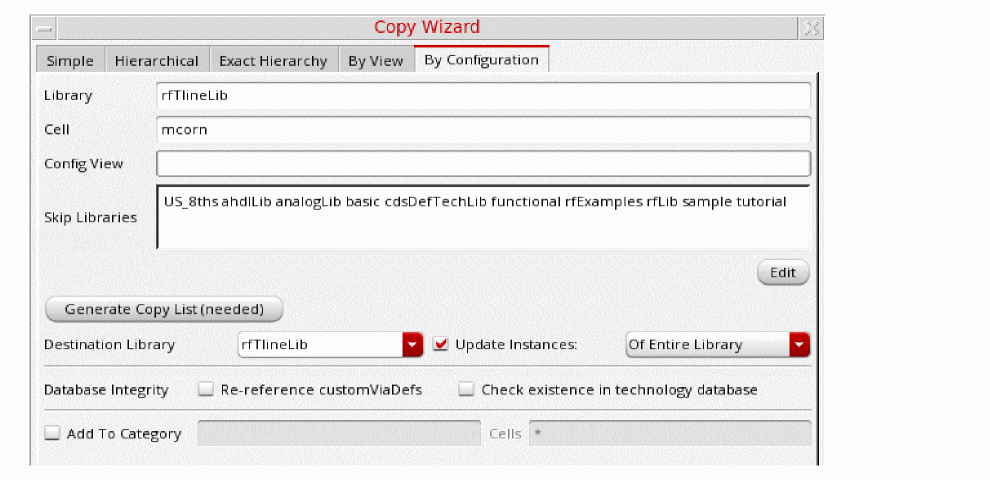 Copy Wizard
Simple Hierarchical Exact Hierarchy By View By Configuration
Library rfTlineLib
Cell mcorn
Config View
US_8ths ahdlLib analogLib basic cdsDefTechLib functional rfExamples rfLib sample tutorial
Skip Libraries
Edit
Generate Copy List (needed)
Destination Library rfTlineLib Update Instances: Of Entire Library
Database Integrity Re-reference customViaDefs Check existence in technology database
Add To Category Cells *